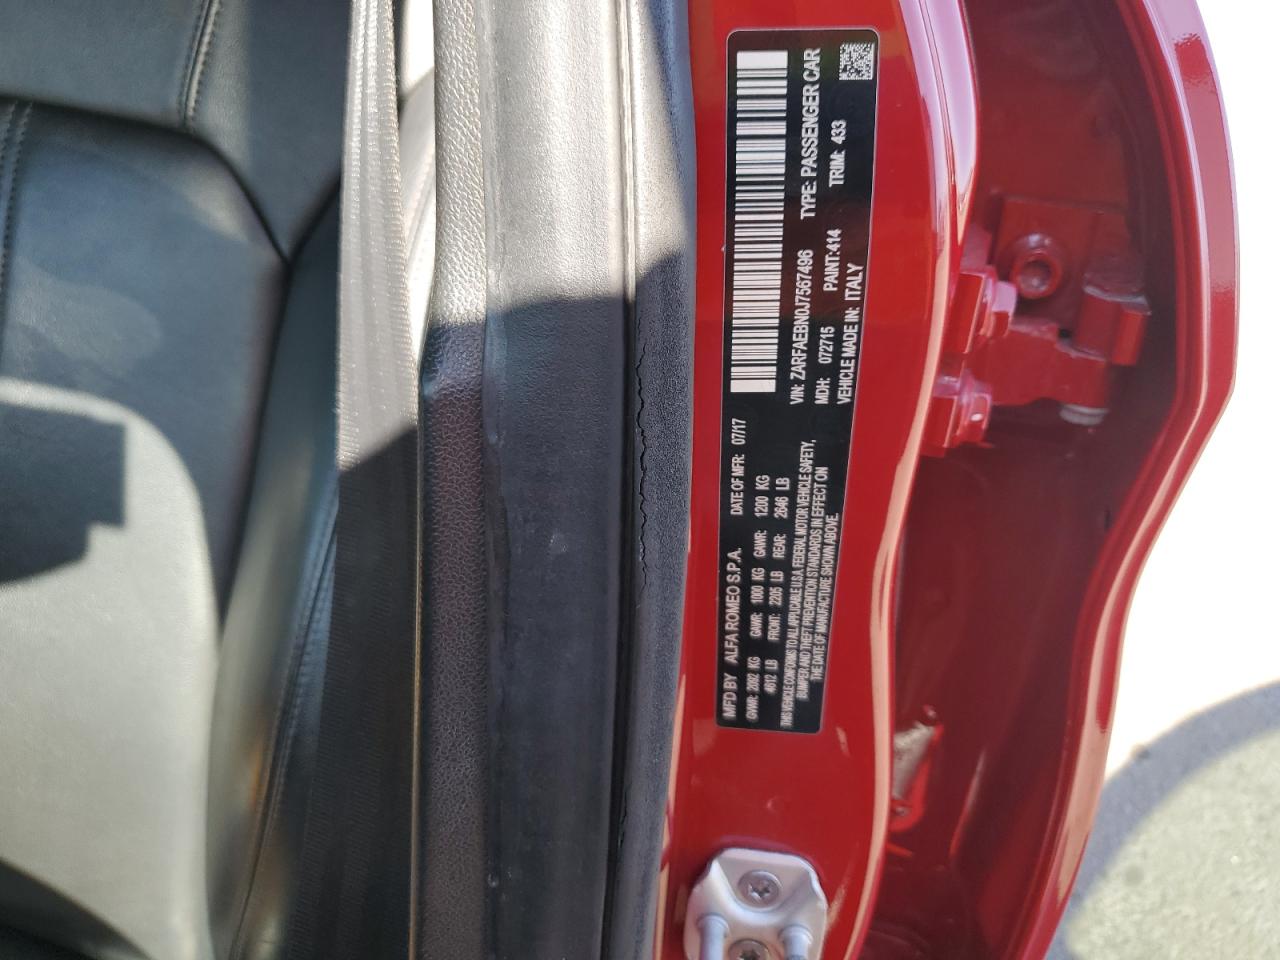 MFD BY ALFA ROMEO S.P.A. DATE OF MFR: 07/17
GVWR: 2092 KG GAWR: 1000 KG GAWR: 1200 KG
4612 LB FRONT: 2205 LB REAR: 2646 LB
THIS VEHICLE CONFORMS TO ALL APPLICABLE U.S.A. FEDERAL MOTOR VEHICLE SAFETY,
BUMPER AND THEFT PREVENTION STANDARDS IN EFFECT ON
THE DATE OF MANUFACTURE SHOWN ABOVE.
VIN: ZARFAEBN0J7567496 TYPE: PASSENGER CAR
MDH: 072715 PAINT:414 TRIM: 433
VEHICLE MADE IN: ITALY